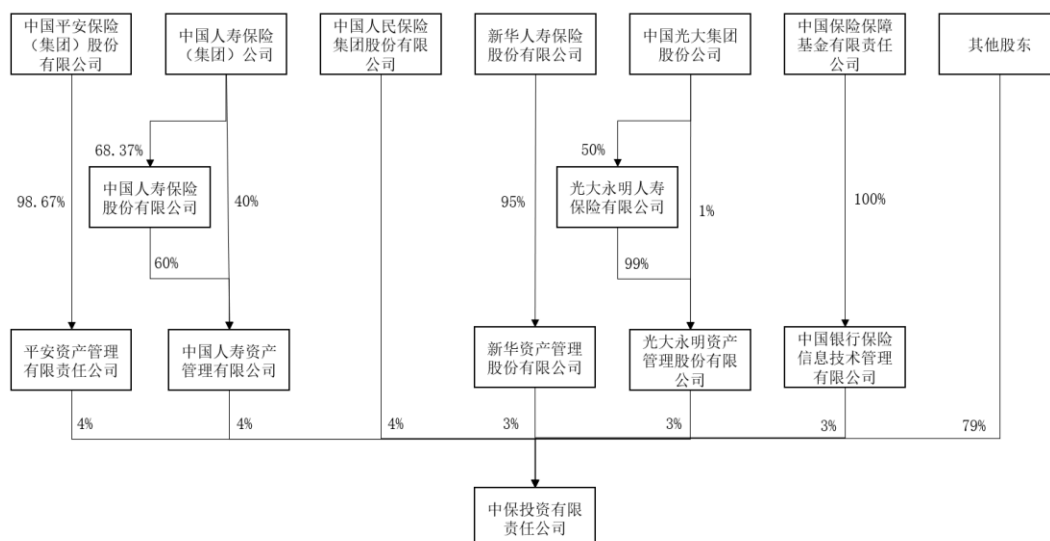 中国平安保险
（集团）股份
有限公司
中国人寿保险
（集团）公司
中国人民保险
集团股份有限
公司
新华人寿保险
股份有限公司
中国光大集团
股份公司
中国保险保障
基金有限责任
公司
其他股东
68.37%
50%
中国人寿保险
股份有限公司
光大永明人寿
保险有限公司
98.67%
40%
95%
1%
100%
60%
99%
平安资产管理
有限责任公司
中国人寿资产
管理有限公司
新华资产管理
股份有限公司
光大永明资产
管理股份有限
公司
中国银行保险
信息技术管理
有限公司
4%
4%
4%
3%
3%
3%
79%
中保投资有限
责任公司